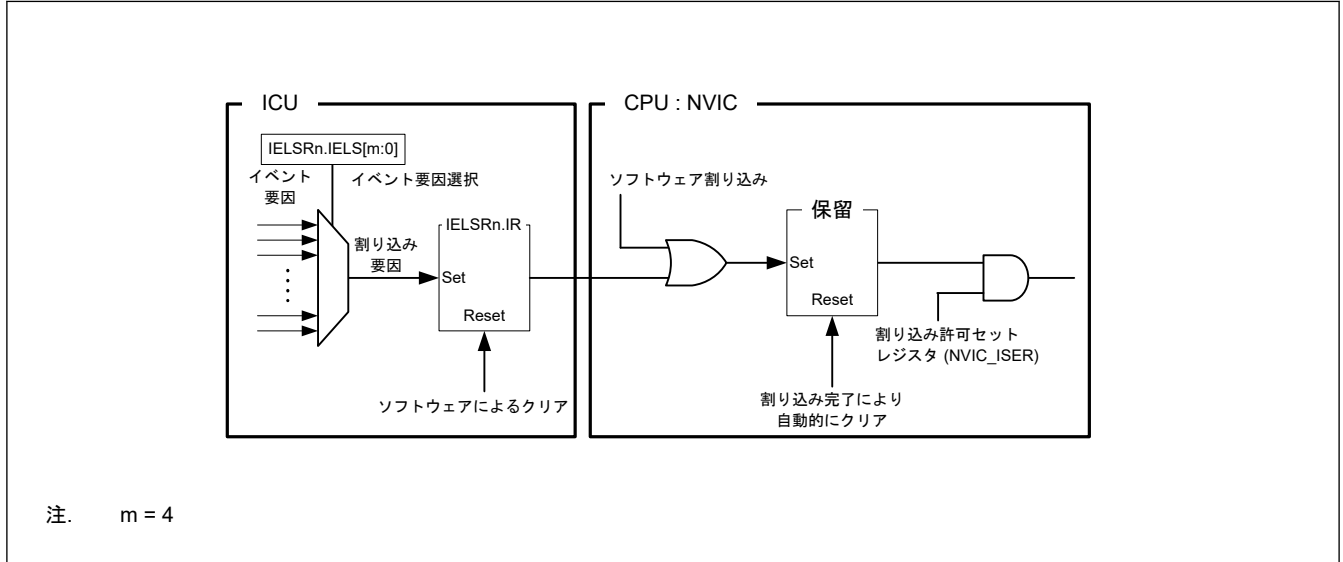 ICU
CPU : NVIC
IELSRn.IELS[m:0]
イベント
要因
イベント要因選択
割り込み
要因
IELSRn.IR
Set
Reset
ソフトウェアによるクリア
ソフトウェア割り込み
保留
Set
Reset
割り込み許可セット
レジスタ (NVIC_ISER)
割り込み完了により
自動的にクリア
注. m = 4